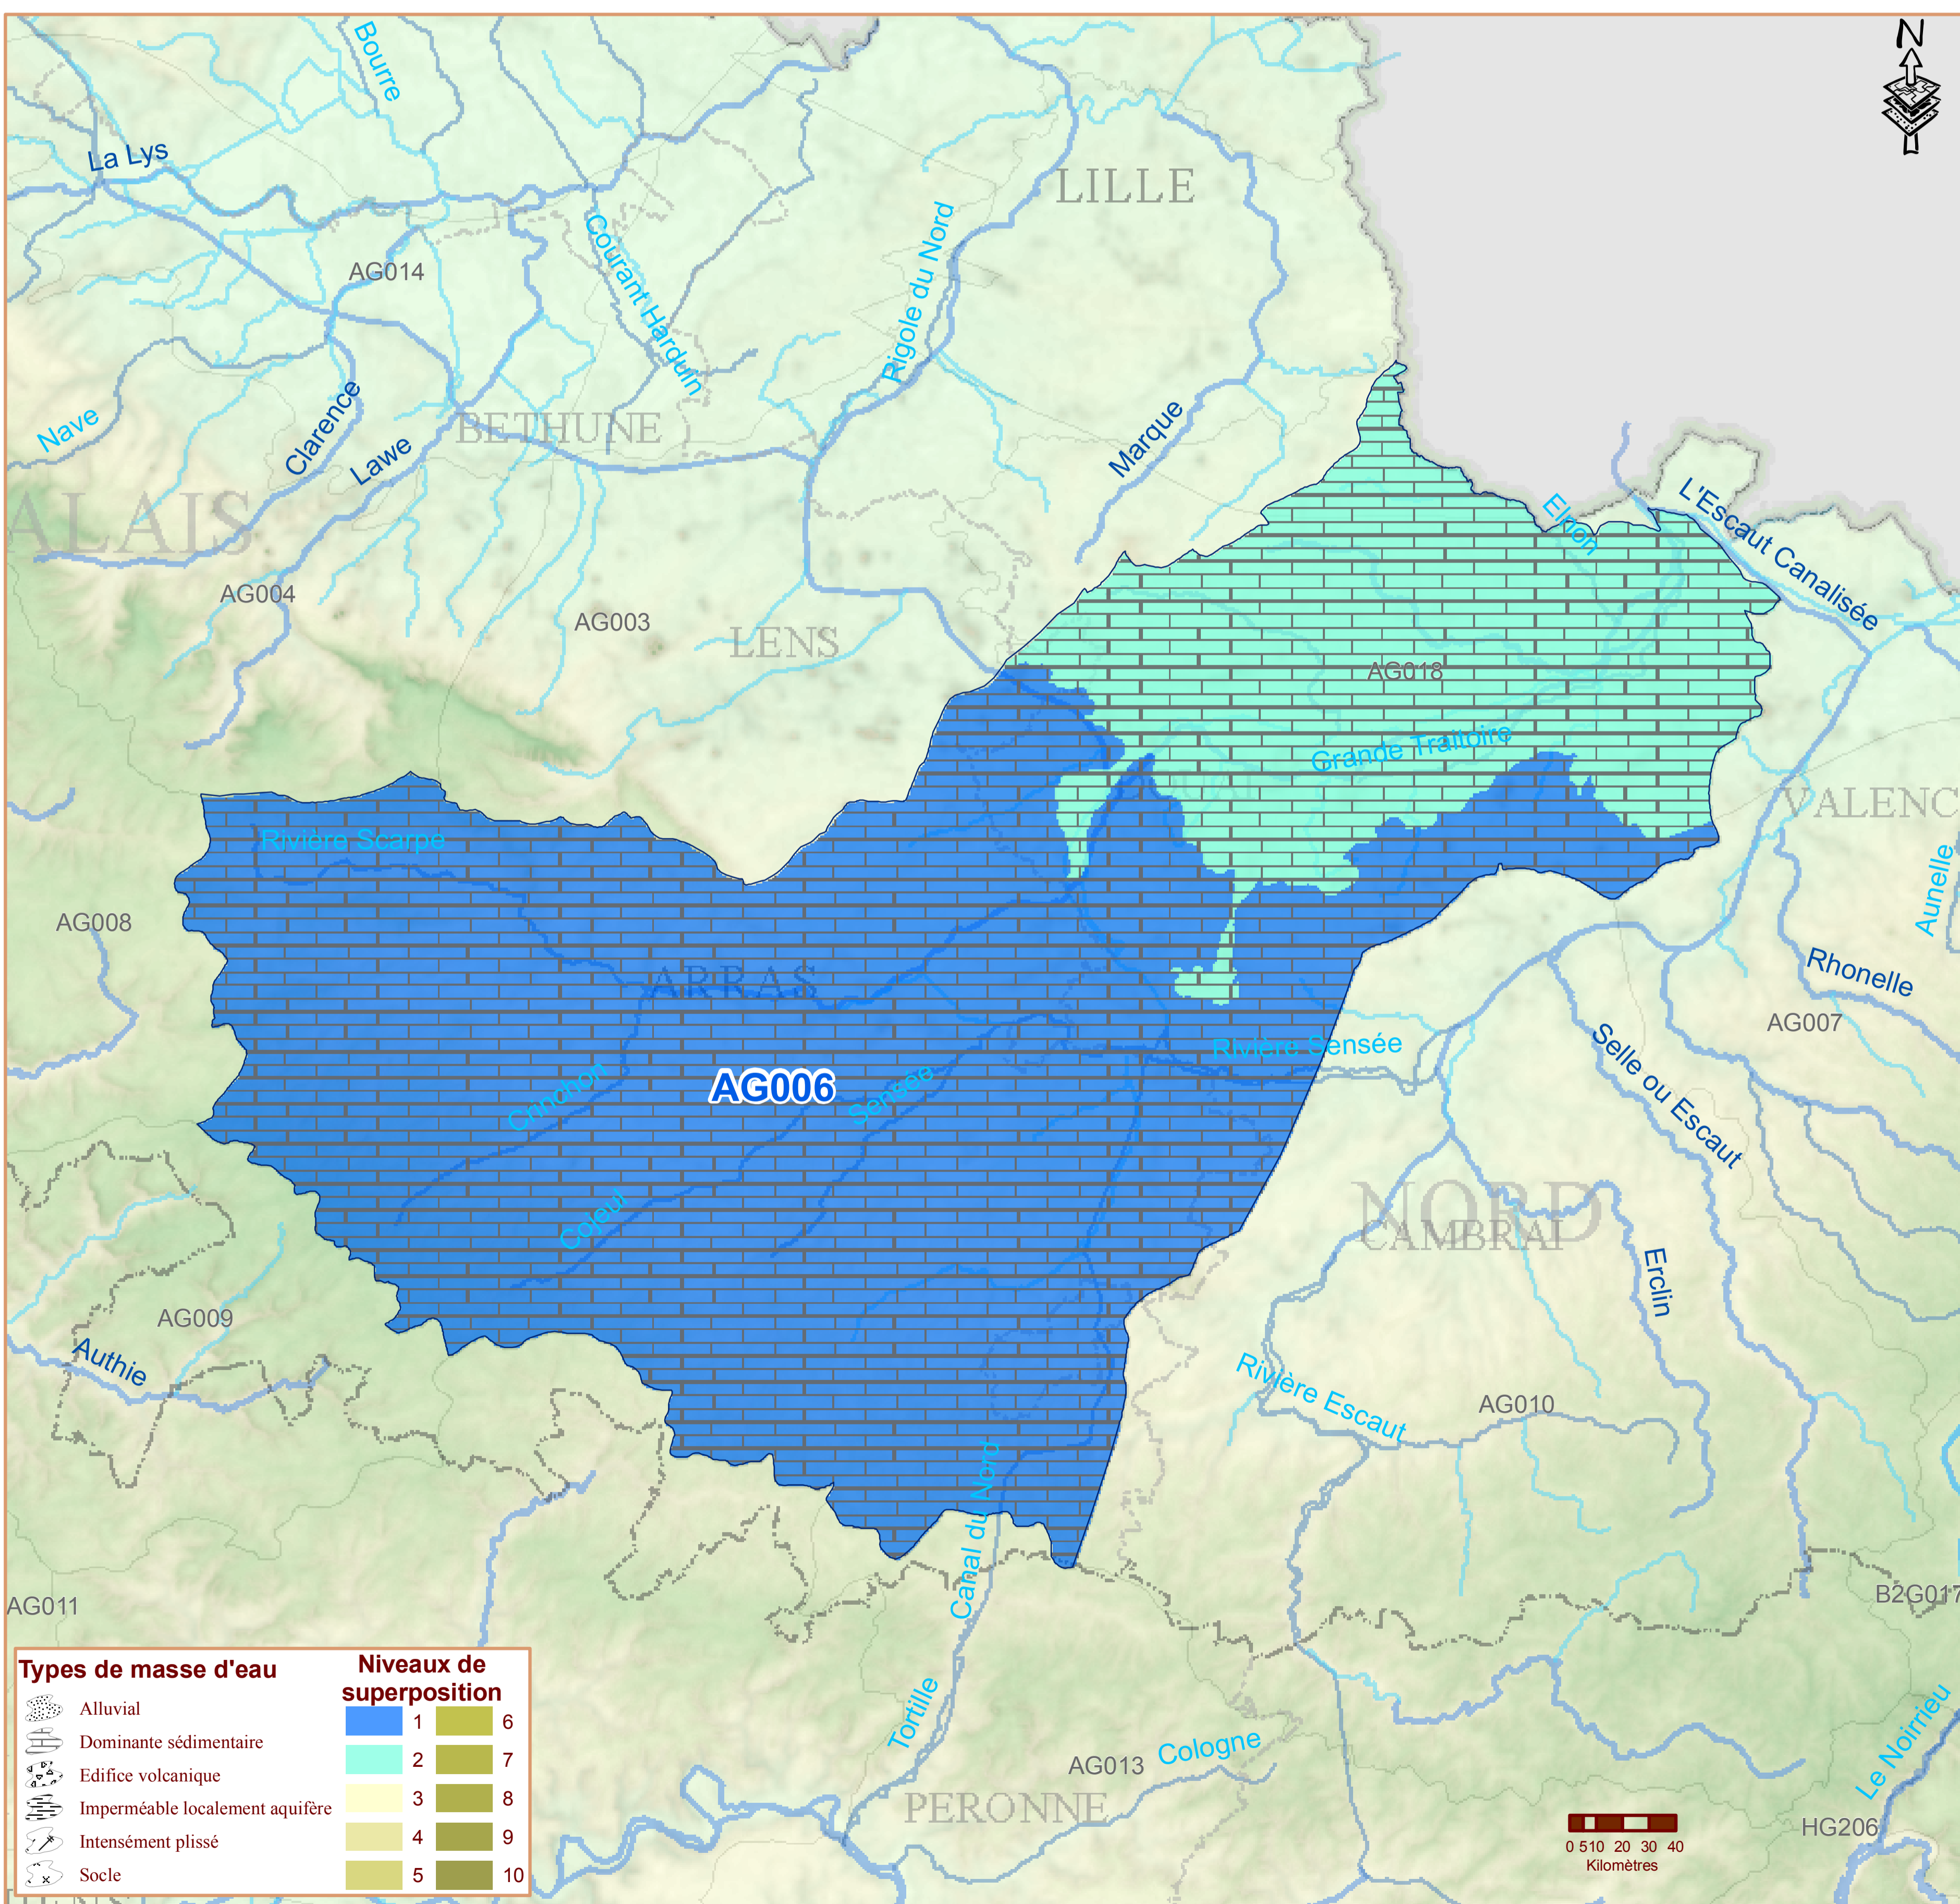 N
Bourre
La Lys
LILLE
Courant Harduin
Rigole du Nord
AG014
Nave
Clarence
Lawe
BETHUNE
Marque
ALAIS
Elnon
L'Escaut Canalisée
AG004
AG003
LENS
AG018
Grande Traitoire
VALENC
Rivière Scarpe
AG008
Aunelle
ARRAS
Rhonelle
AG007
Rivière Sensée
Selle ou Escaut
AG006
Crinchon
Sensée
Cojeul
NORD
CAMBRAI
Erclin
AG009
Authie
Rivière Escaut
AG010
Canal du Nord
AG011
B2G017
Tortille
AG013
Cologne
PERONNE
Le Noirrieu
HG206
Types de masse d'eau
Alluvial
Dominante sédimentaire
Edifice volcanique
Imperméable localement aquifère
Intensément plissé
Socle
Niveaux de
superposition
1 6
2 7
3 8
4 9
5 10
0 5 10 20 30 40
Kilomètres